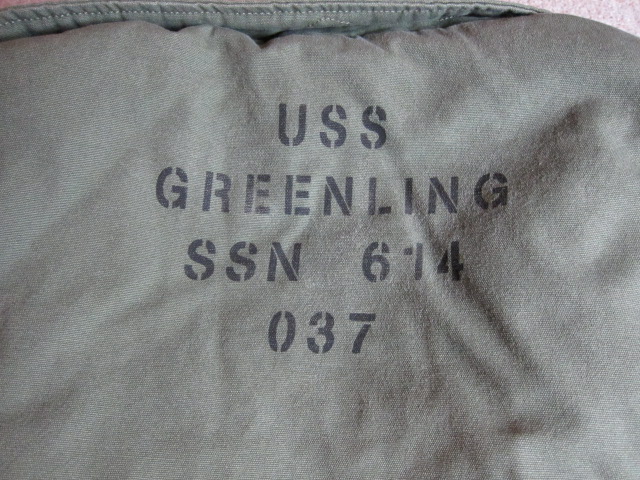 USS
GREENLING
SSN 614
037